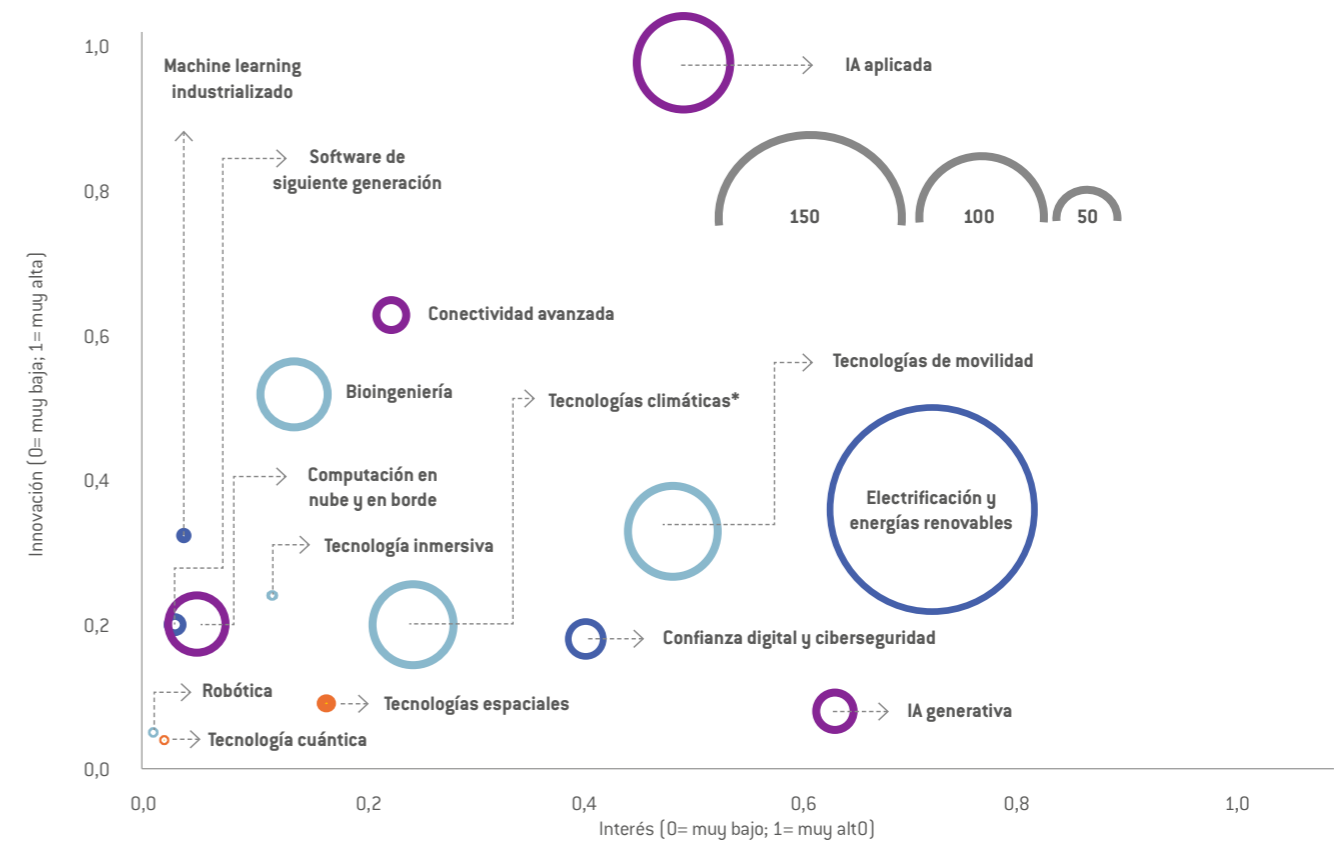 1,0
Machine learning
industrializado
IA aplicada
Software de
siguiente generación
0,8
150
100
50
Innovación (0= muy baja; 1= muy alta)
Conectividad avanzada
0,6
Tecnologías de movilidad
Bioingeniería
Tecnologías climáticas*
0,4
Computación en
nube y en borde
Electrificación y
energías renovables
Tecnología inmersiva
0,2
Confianza digital y ciberseguridad
Robótica
Tecnologías espaciales
IA generativa
Tecnología cuántica
0,0
0,0
0,2
0,4
0,6
0,8
1,0
Interés (0= muy bajo; 1= muy alt0)